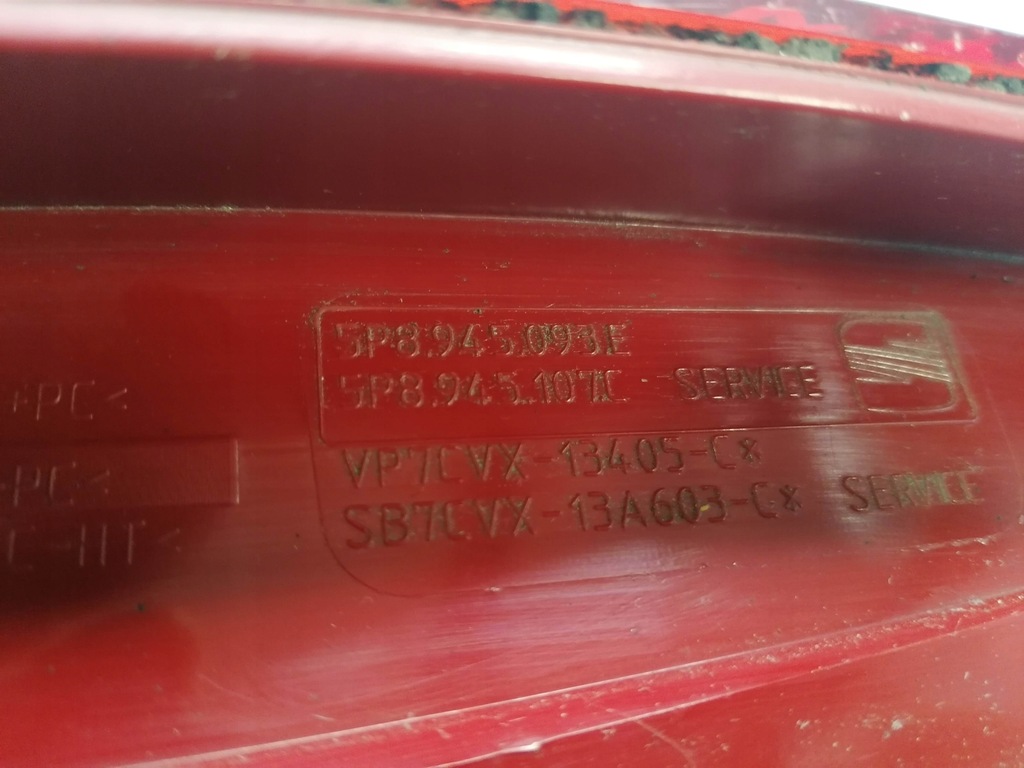 5P8.945.093E
5P8.945.107C - SERVICE
VP7CVX-13405-C*
SB7CVX-13A603-C* SERVICE
+PC<
+PC<